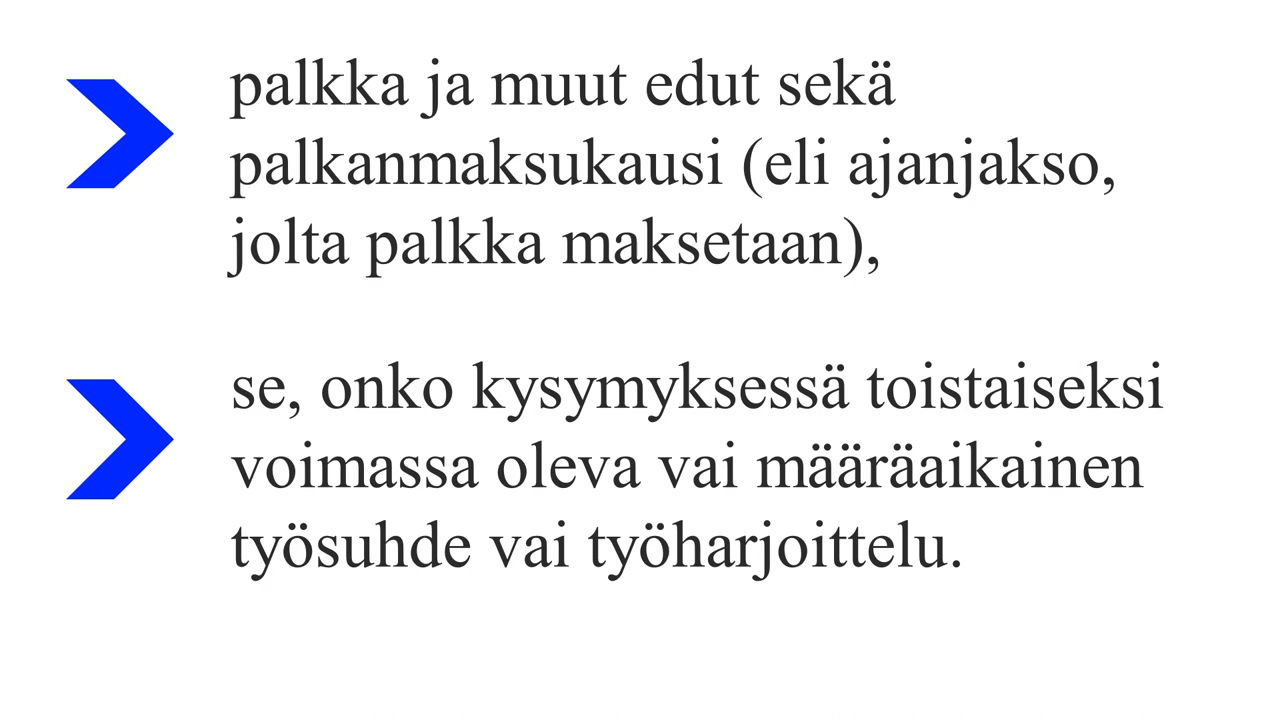 palkka ja muut edut sekä
palkanmaksukausi (eli ajanjakso,
jolta palkka maksetaan),
se, onko kysymyksessä toistaiseksi
voimassa oleva vai määräaikainen
työsuhde vai työharjoittelu.